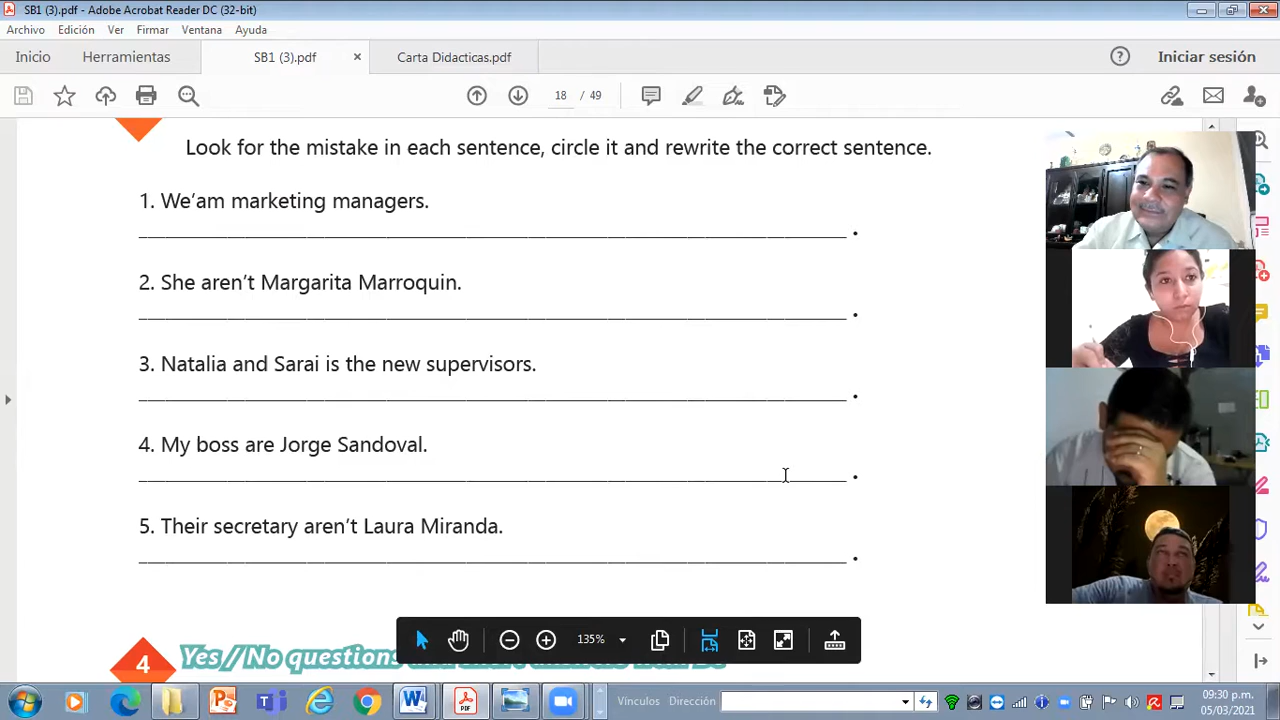 SB1 (3).pdf - Adobe Acrobat Reader DC (32-bit)
Archivo Edición Ver Firmar Ventana Ayuda
Inicio Herramientas SB1 (3).pdf × Carta Didacticas.pdf Iniciar sesión
18 / 49
Look for the mistake in each sentence, circle it and rewrite the correct sentence.
1. We'am marketing managers.
2. She aren't Margarita Marroquin.
3. Natalia and Sarai is the new supervisors.
4. My boss are Jorge Sandoval.
5. Their secretary aren't Laura Miranda.
135%
4 Yes/No questions and
Vínculos Dirección 09:30 p.m.
05/03/2021